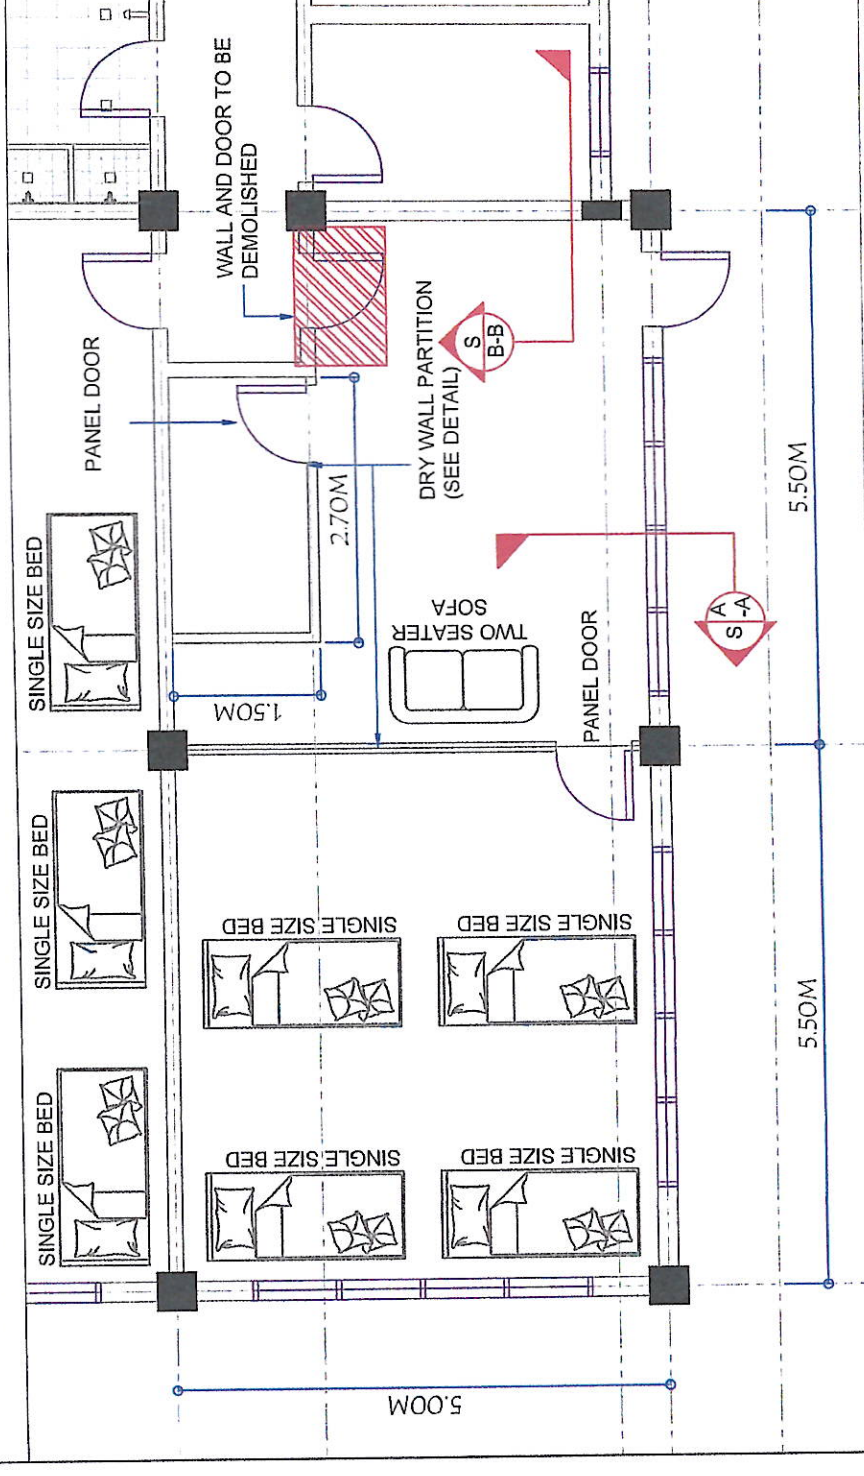 WALL AND DOOR TO BE
DEMOLISHED
PANEL DOOR
SINGLE SIZE BED
SINGLE SIZE BED
SINGLE SIZE BED
DRY WALL PARTITION
(SEE DETAIL)
S
B-B
2.70M
1.50M
TWO SEATER
SOFA
PANEL DOOR
A
S -A
5.50M
5.50M
SINGLE SIZE BED
SINGLE SIZE BED
SINGLE SIZE BED
SINGLE SIZE BED
5.00M